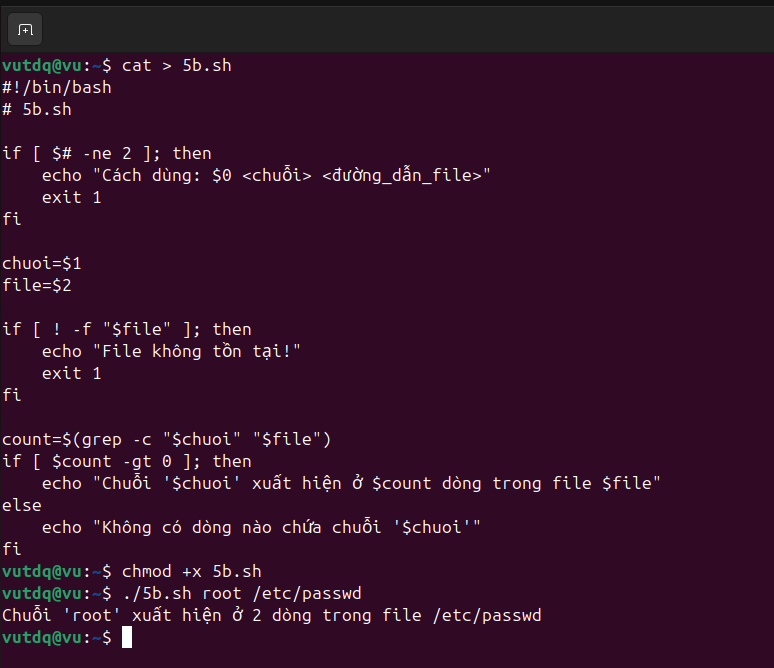 vutdq@vu:~$ cat > 5b.sh
#!/bin/bash
# 5b.sh

if [ $# -ne 2 ]; then
    echo "Cách dùng: $0 <chuỗi> <đường_dẫn_file>"
    exit 1
fi

chuoi=$1
file=$2

if [ ! -f "$file" ]; then
    echo "File không tồn tại!"
    exit 1
fi

count=$(grep -c "$chuoi" "$file")
if [ $count -gt 0 ]; then
    echo "Chuỗi '$chuoi' xuất hiện ở $count dòng trong file $file"
else
    echo "Không có dòng nào chứa chuỗi '$chuoi'"
fi
vutdq@vu:~$ chmod +x 5b.sh
vutdq@vu:~$ ./5b.sh root /etc/passwd
Chuỗi 'root' xuất hiện ở 2 dòng trong file /etc/passwd
vutdq@vu:~$